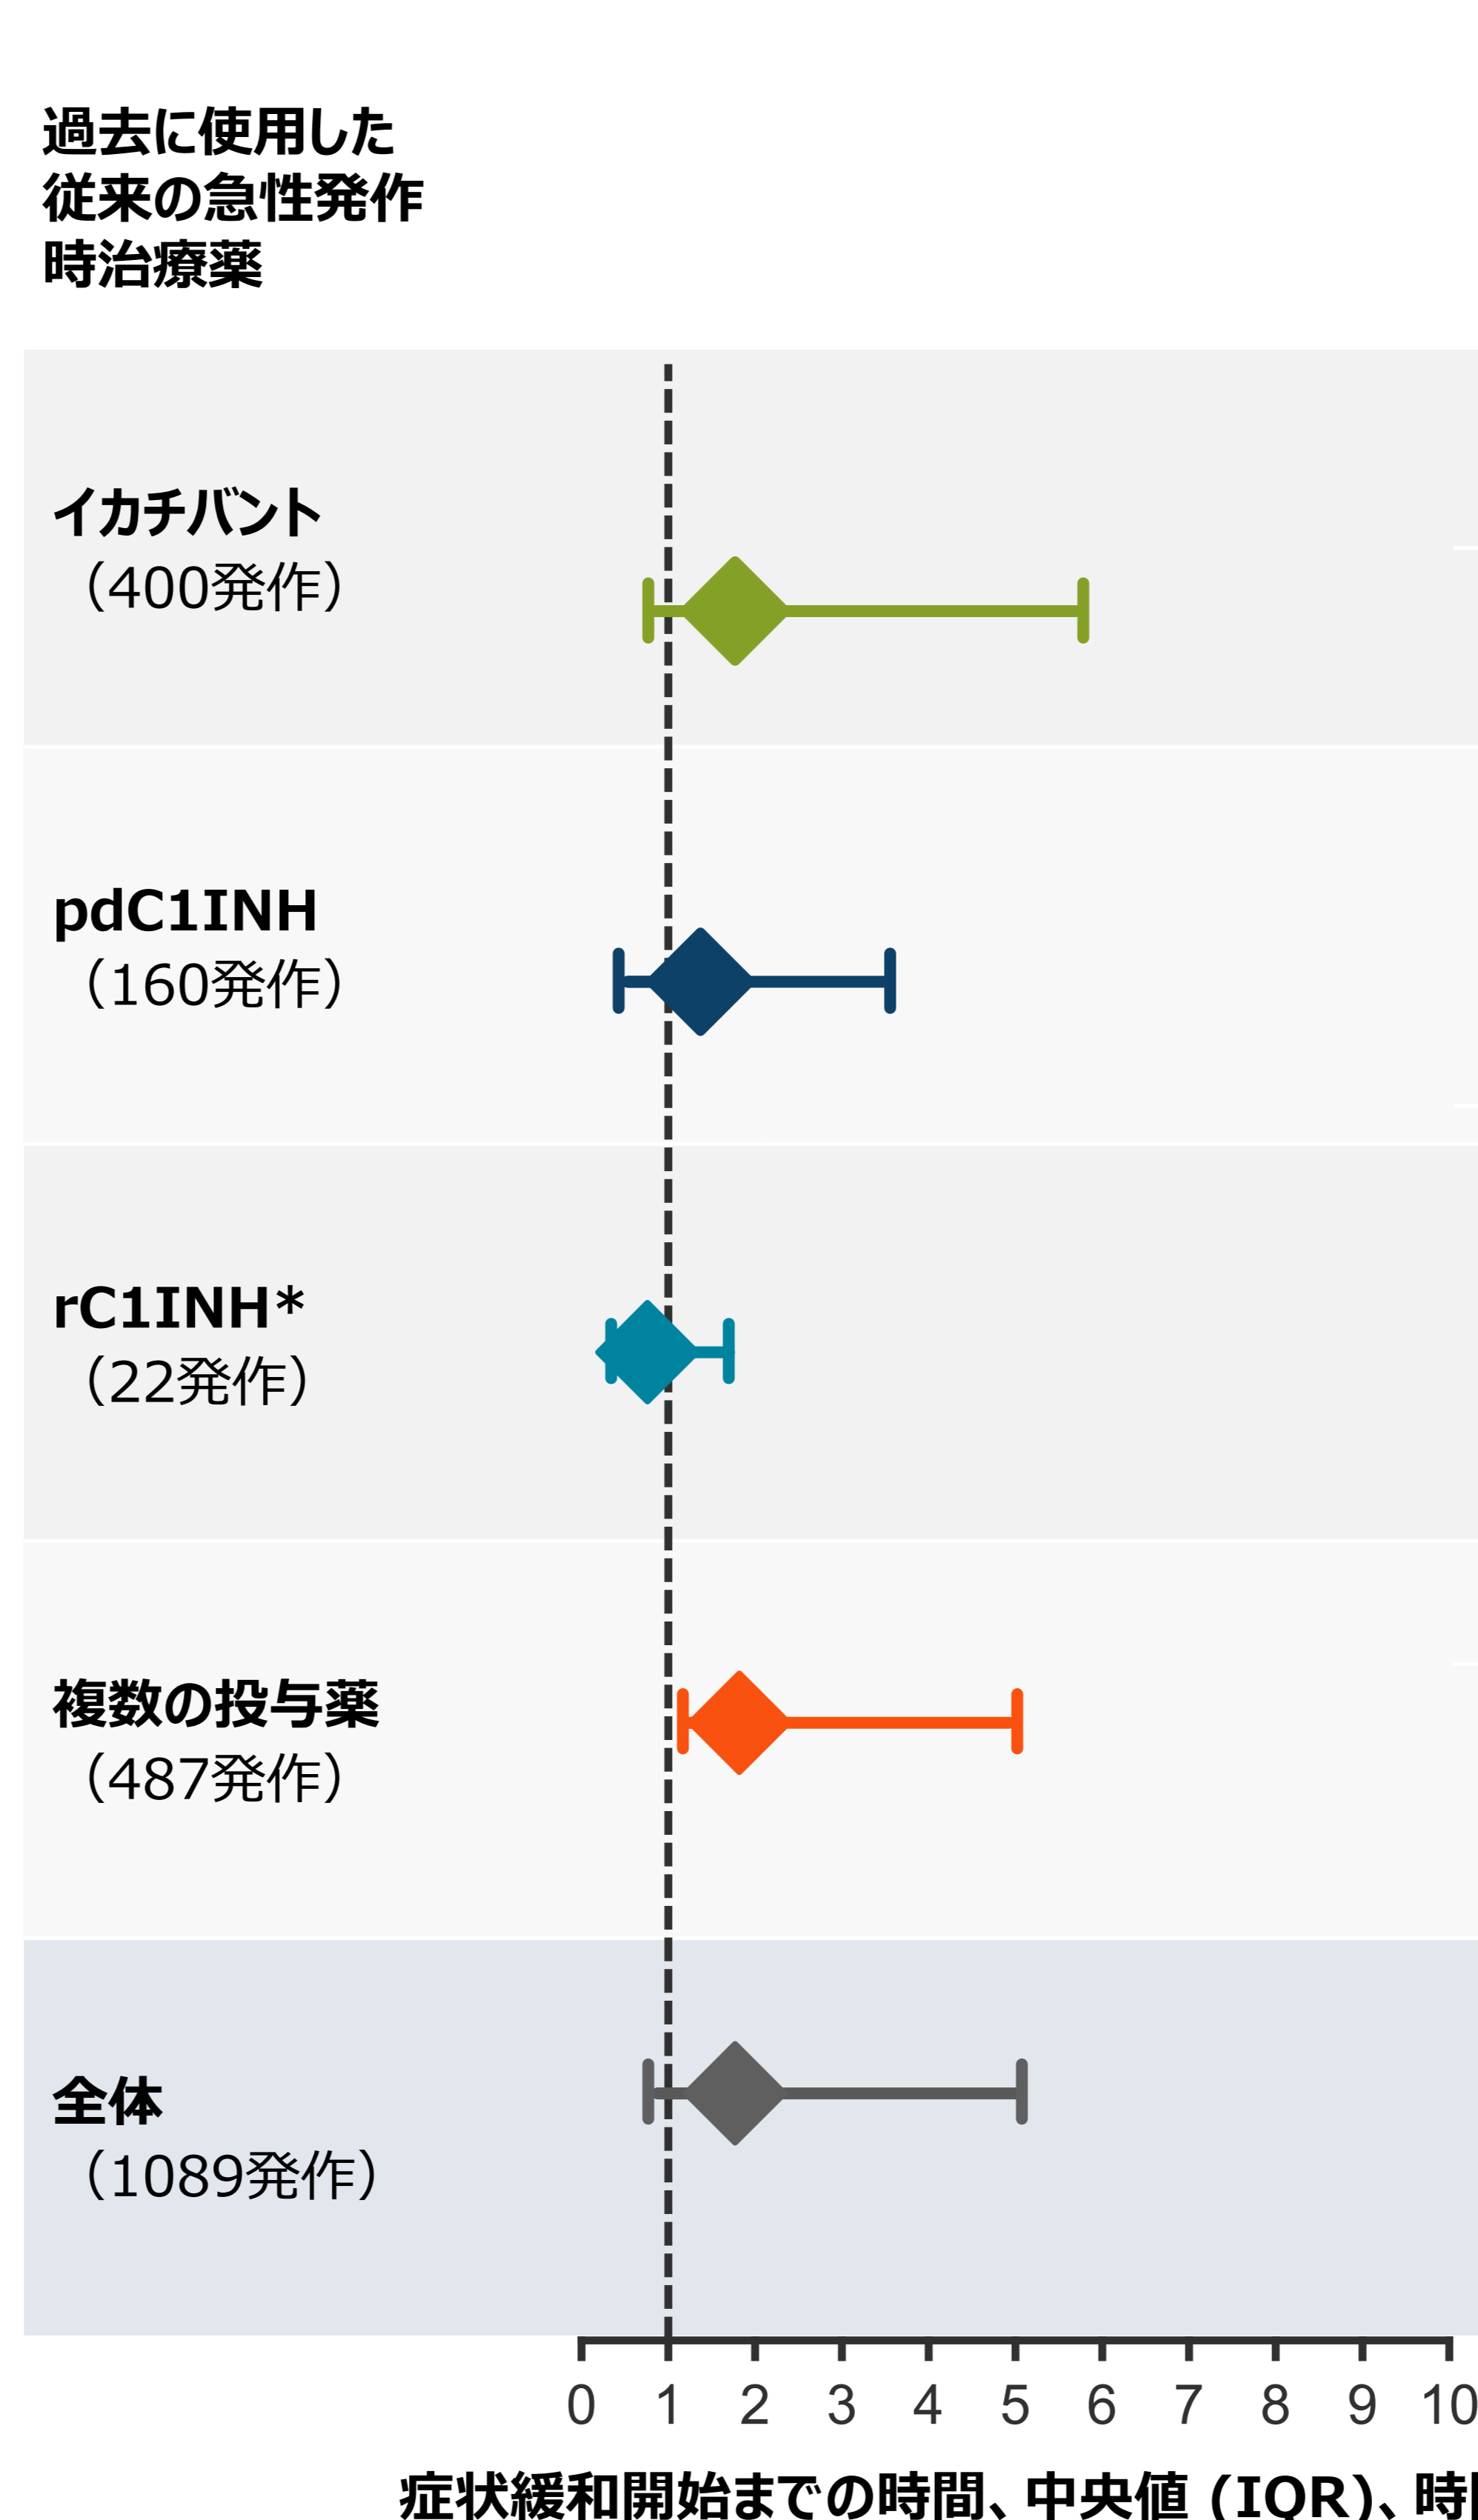 過去に使用した
従来の急性発作
時治療薬
イカチバント
（400発作）
pdC1INH
（160発作）
rC1INH*
（22発作）
複数の投与薬
（487発作）
全体
（1089発作）
0 1 2 3 4 5 6 7 8 9 10
症状緩和開始までの時間、中央値 (IQR)、時